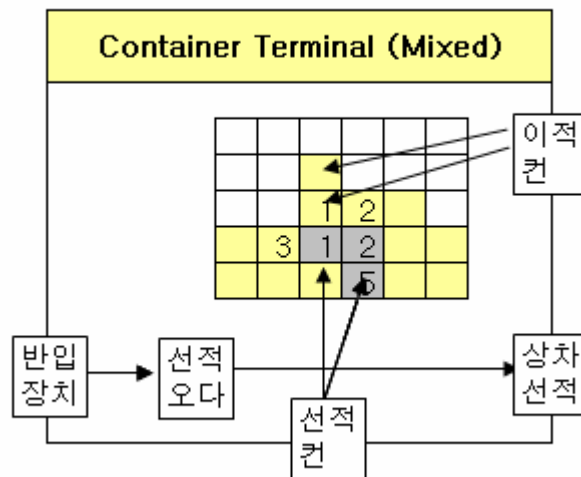 Container Terminal (Mixed)
이적
컨
1 2
3 1 2
5
반입
장치
선적
오다
상차
선적
선적
컨